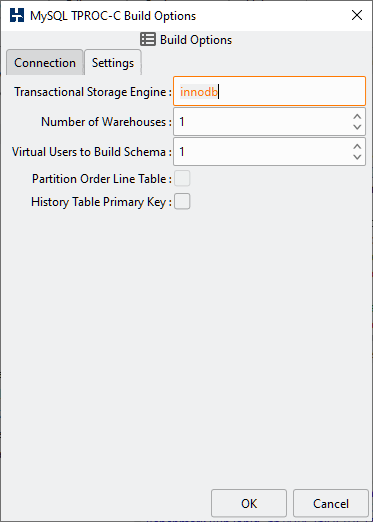 MySQL TPROC-C Build Options
Build Options
Connection Settings
Transactional Storage Engine : innodb
Number of Warehouses : 1
Virtual Users to Build Schema : 1
Partition Order Line Table :
History Table Primary Key :
OK Cancel